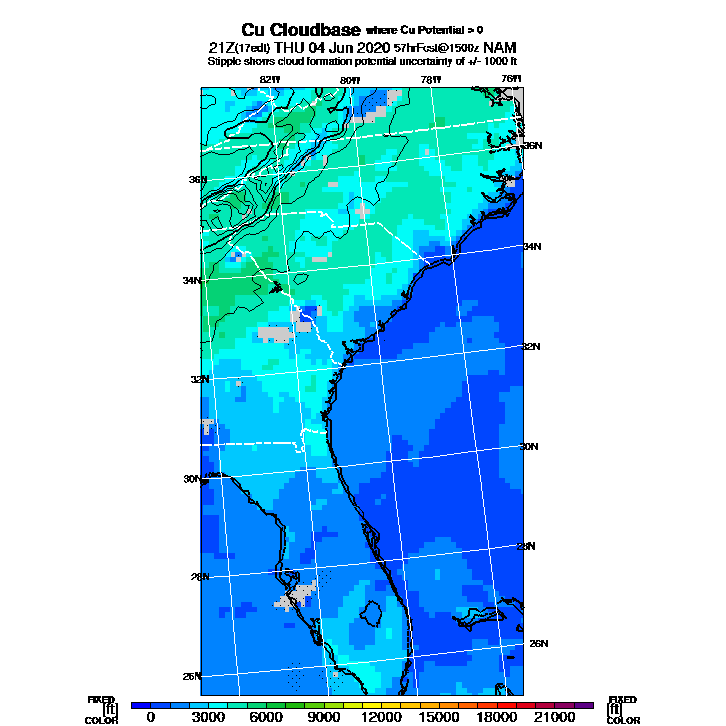 Cu Cloudbase where Cu Potential > 0
21Z(17edt) THU 04 Jun 2020 57hrFcst@1500z NAM
Stipple shows cloud formation potential uncertainty of +/- 1000 ft
82W 80W 78W 76W
36N
36N
34N
34N
32N
32N
30N
30N
28N
28N
26N
26N
FIXED FIXED
[ft] [ft]
COLOR 0 3000 6000 9000 12000 15000 18000 21000 COLOR